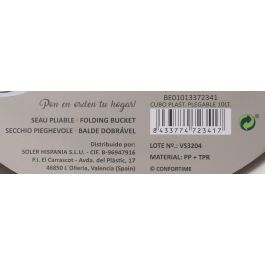 Pon en orden tu hogar!
SEAU PLIABLE · FOLDING BUCKET
SECCHIO PIEGHEVOLE · BALDE DOBRÁVEL
Distribuido por:
SOLER HISPANIA S.L.U. - CIF. B-96947916
P.I. El Carrascot - Avda. del Plàstic, 17
46850 L´Olleria, Valencia (Spain)
BE01013372341
CUBO PLAST. PLEGABLE 10LT.
8 433774 723417
LOTE Nº: VS3204
MATERIAL: PP + TPR
© CONFORTIME